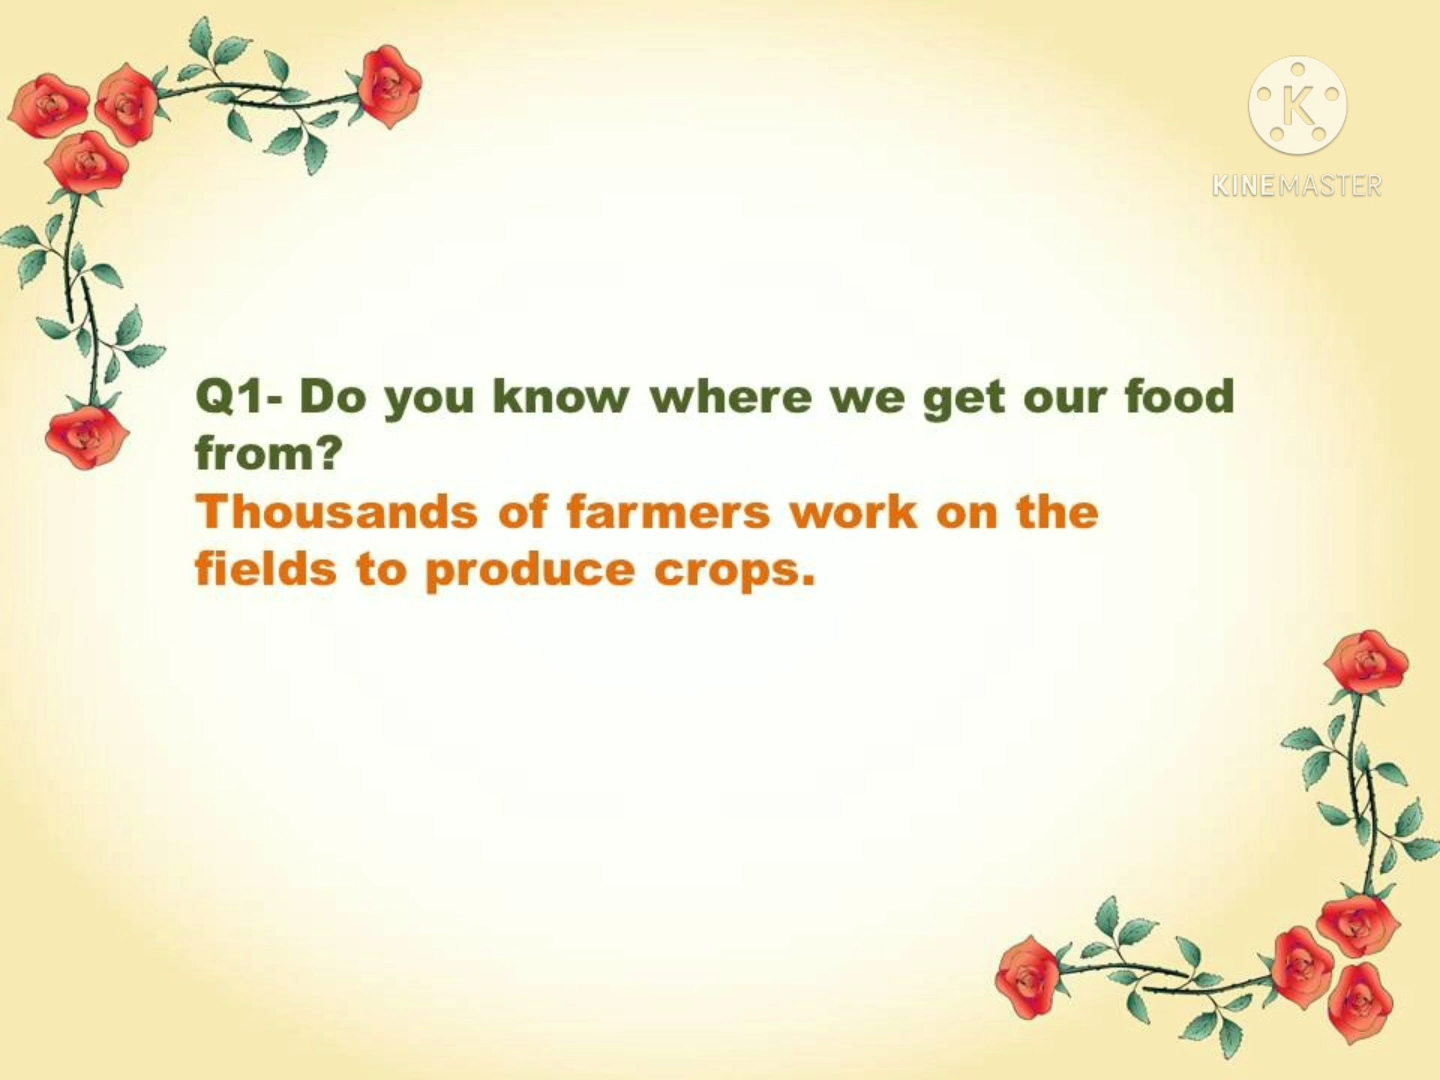 K
KINEMASTER
Q1- Do you know where we get our food
from?
Thousands of farmers work on the
fields to produce crops.